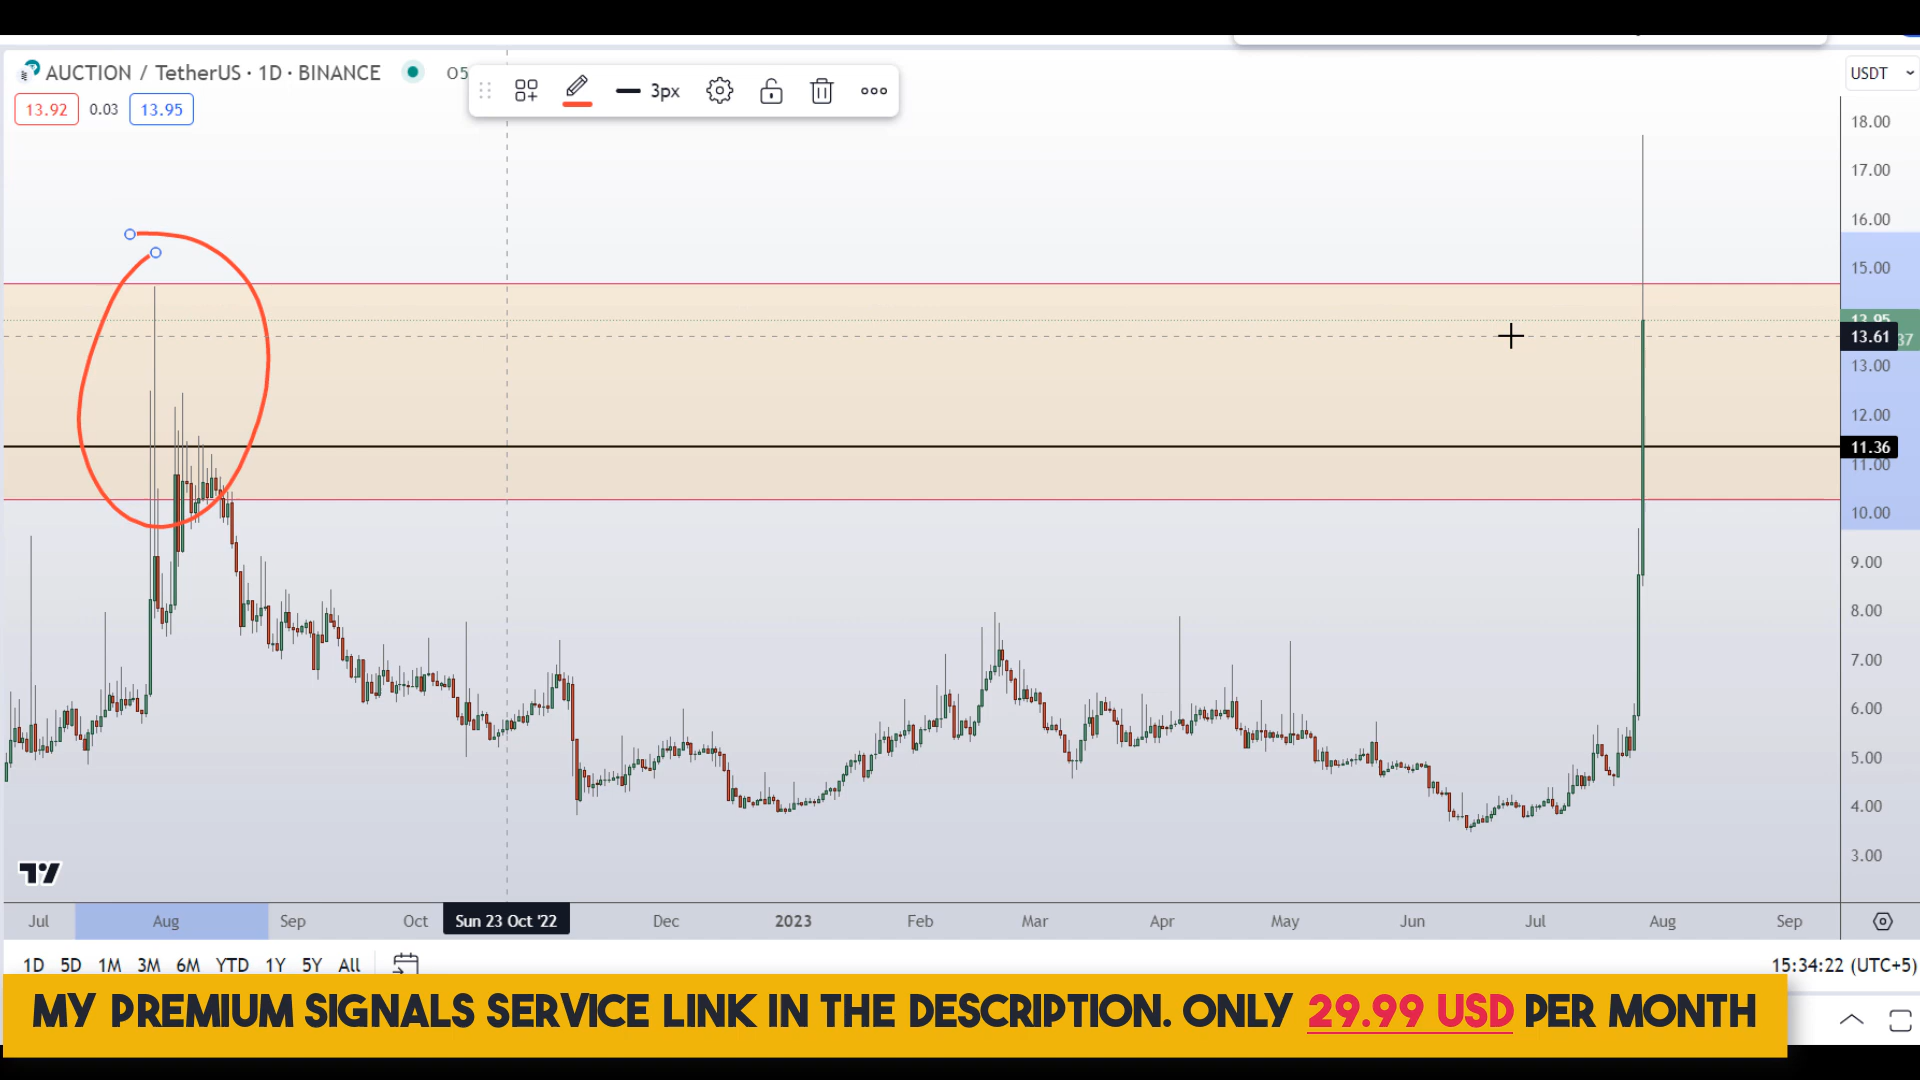 AUCTION / TetherUS · 1D · BINANCE
3px
USDT
13.92 0.03 13.95
18.00
17.00
16.00
15.00
13.95
13.61
13.00
12.00
11.36
11.00
10.00
9.00
8.00
7.00
6.00
5.00
4.00
3.00
Jul Aug Sep Oct Sun 23 Oct '22 Dec 2023 Feb Mar Apr May Jun Jul Aug Sep
1D 5D 1M 3M 6M YTD 1Y 5Y All 15:34:22 (UTC+5)
MY PREMIUM SIGNALS SERVICE LINK IN THE DESCRIPTION. ONLY 29.99 USD PER MONTH